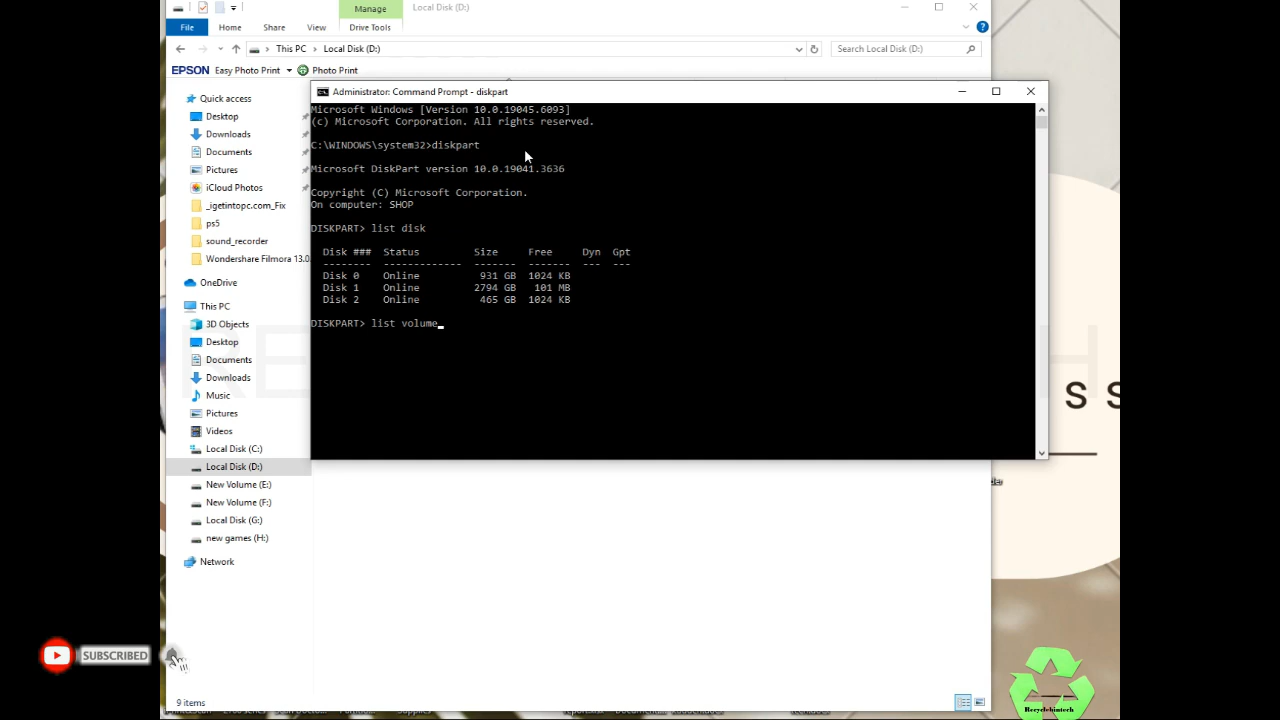 Manage
Local Disk (D:)
File
Home
Share
View
Drive Tools
This PC
Local Disk (D:)
Search Local Disk (D:)
EPSON
Easy Photo Print
Photo Print
Quick access
Desktop
Downloads
Documents
Pictures
iCloud Photos
_igetintopc.com_Fix
ps5
sound_recorder
Wondershare Filmora 13.0
OneDrive
This PC
3D Objects
Desktop
Documents
Downloads
Music
Pictures
Videos
Local Disk (C:)
Local Disk (D:)
New Volume (E:)
New Volume (F:)
Local Disk (G:)
new games (H:)
Network
9 items
Administrator: Command Prompt - diskpart
Microsoft Windows [Version 10.0.19045.6093]
(c) Microsoft Corporation. All rights reserved.
C:\WINDOWS\system32>diskpart
Microsoft DiskPart version 10.0.19041.3636
Copyright (C) Microsoft Corporation.
On computer: SHOP
DISKPART> list disk
Disk ### Status Size Free Dyn Gpt
-------- ------------- ------- ------- --- ---
Disk 0 Online 931 GB 1024 KB
Disk 1 Online 2794 GB 101 MB
Disk 2 Online 465 GB 1024 KB
DISKPART> list volume_
S S
SUBSCRIBED
Recyclebintech